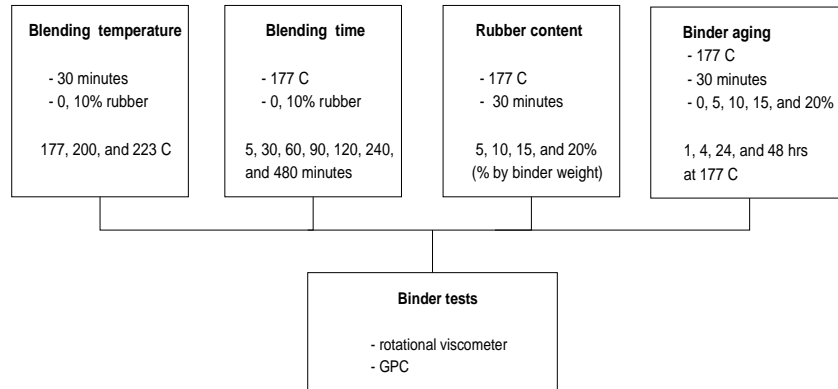 Blending temperature
- 30 minutes
- 0, 10% rubber
177, 200, and 223 C
Blending time
- 177 C
- 0, 10% rubber
5, 30, 60, 90, 120, 240,
and 480 minutes
Rubber content
- 177 C
- 30 minutes
5, 10, 15, and 20%
(% by binder weight)
Binder aging
- 177 C
- 30 minutes
- 0, 5, 10, 15, and 20%
1, 4, 24, and 48 hrs
at 177 C
Binder tests
- rotational viscometer
- GPC